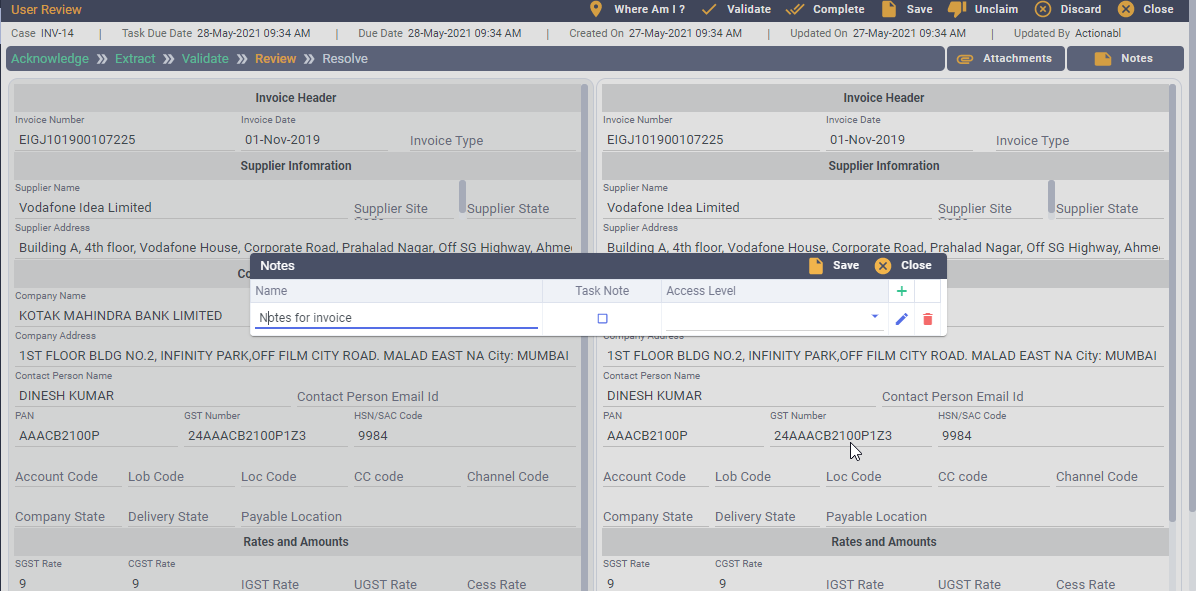 User Review Where Am I ? Validate Complete Save Unclaim Discard Close
Case INV-14 | Task Due Date 28-May-2021 09:34 AM | Due Date 28-May-2021 09:34 AM | Created On 27-May-2021 09:34 AM | Updated On 27-May-2021 09:34 AM | Updated By Actionabl
Acknowledge Extract Validate Review Resolve Attachments Notes
Invoice Header Invoice Header
Invoice Number Invoice Date Invoice Number Invoice Date
EIGJ101900107225 01-Nov-2019 Invoice Type EIGJ101900107225 01-Nov-2019 Invoice Type
Supplier Infomration Supplier Infomration
Supplier Name Supplier Name
Vodafone Idea Limited Supplier Site Supplier State Vodafone Idea Limited Supplier Site Supplier State
Supplier Address Supplier Address
Building A, 4th floor, Vodafone House, Corporate Road, Prahalad Nagar, Off SG Highway, Ahme Building A, 4th floor, Vodafone House, Corporate Road, Prahalad Nagar, Off SG Highway, Ahme
Notes Save Close
Name Task Note Access Level +
Notes for invoice
Company Name
KOTAK MAHINDRA BANK LIMITED
Company Address Company Address
1ST FLOOR BLDG NO.2, INFINITY PARK,OFF FILM CITY ROAD. MALAD EAST NA City: MUMBAI 1ST FLOOR BLDG NO.2, INFINITY PARK,OFF FILM CITY ROAD. MALAD EAST NA City: MUMBAI
Contact Person Name Contact Person Name
DINESH KUMAR Contact Person Email Id DINESH KUMAR Contact Person Email Id
PAN GST Number HSN/SAC Code PAN GST Number HSN/SAC Code
AAACB2100P 24AAACB2100P1Z3 9984 AAACB2100P 24AAACB2100P1Z3 9984
Account Code Lob Code Loc Code CC code Channel Code Account Code Lob Code Loc Code CC code Channel Code
Company State Delivery State Payable Location Company State Delivery State Payable Location
Rates and Amounts Rates and Amounts
SGST Rate CGST Rate SGST Rate CGST Rate
9 9 IGST Rate UGST Rate Cess Rate 9 9 IGST Rate UGST Rate Cess Rate